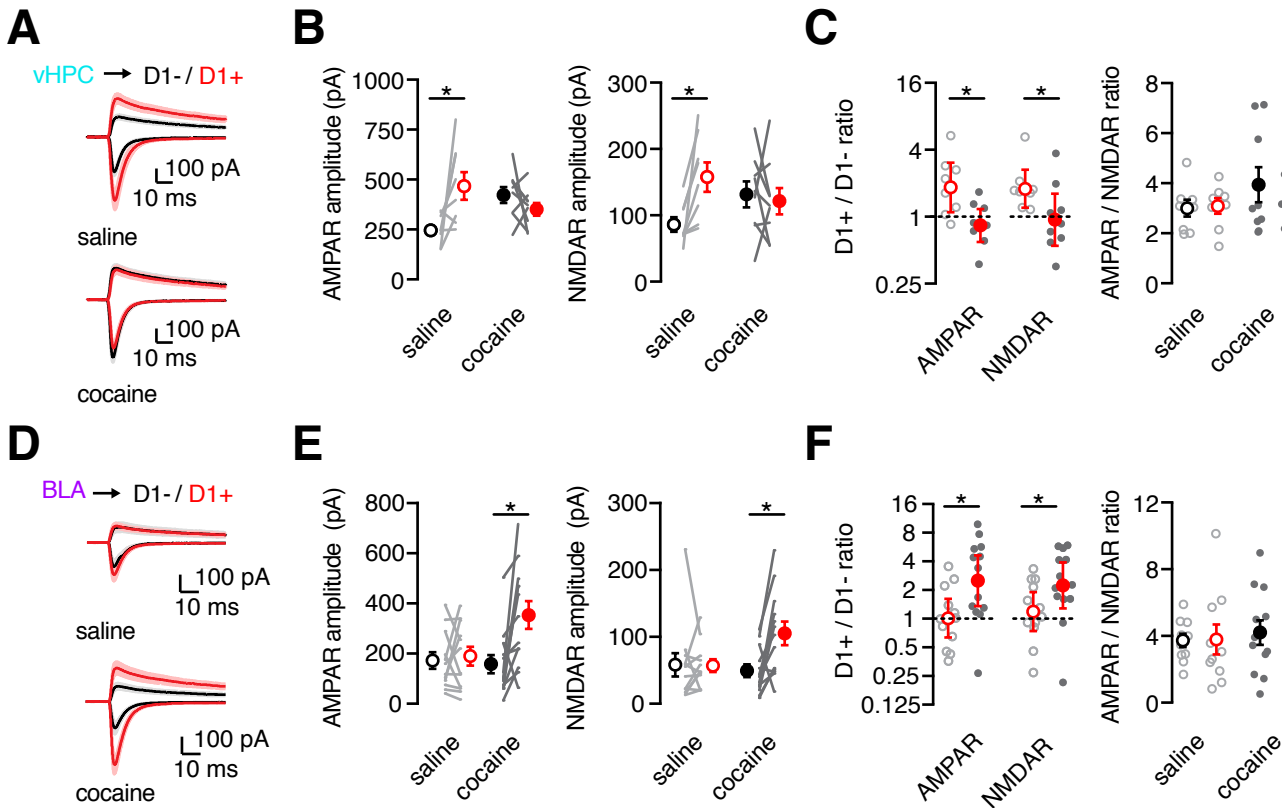 A
vHPC → D1- / D1+
100 pA
10 ms
saline
100 pA
10 ms
cocaine
B
AMPAR amplitude (pA)
1000
750
500
250
0
*
saline
cocaine
NMDAR amplitude (pA)
300
200
100
0
*
saline
cocaine
C
D1+ / D1- ratio
16
4
1
0.25
*
*
AMPAR
NMDAR
AMPAR / NMDAR ratio
8
6
4
2
0
saline
cocaine
D
BLA → D1- / D1+
100 pA
10 ms
saline
100 pA
10 ms
cocaine
E
AMPAR amplitude (pA)
800
600
400
200
0
*
saline
cocaine
NMDAR amplitude (pA)
300
200
100
0
*
saline
cocaine
F
D1+ / D1- ratio
16
8
4
2
1
0.5
0.25
0.125
*
*
AMPAR
NMDAR
AMPAR / NMDAR ratio
12
8
4
0
saline
cocaine